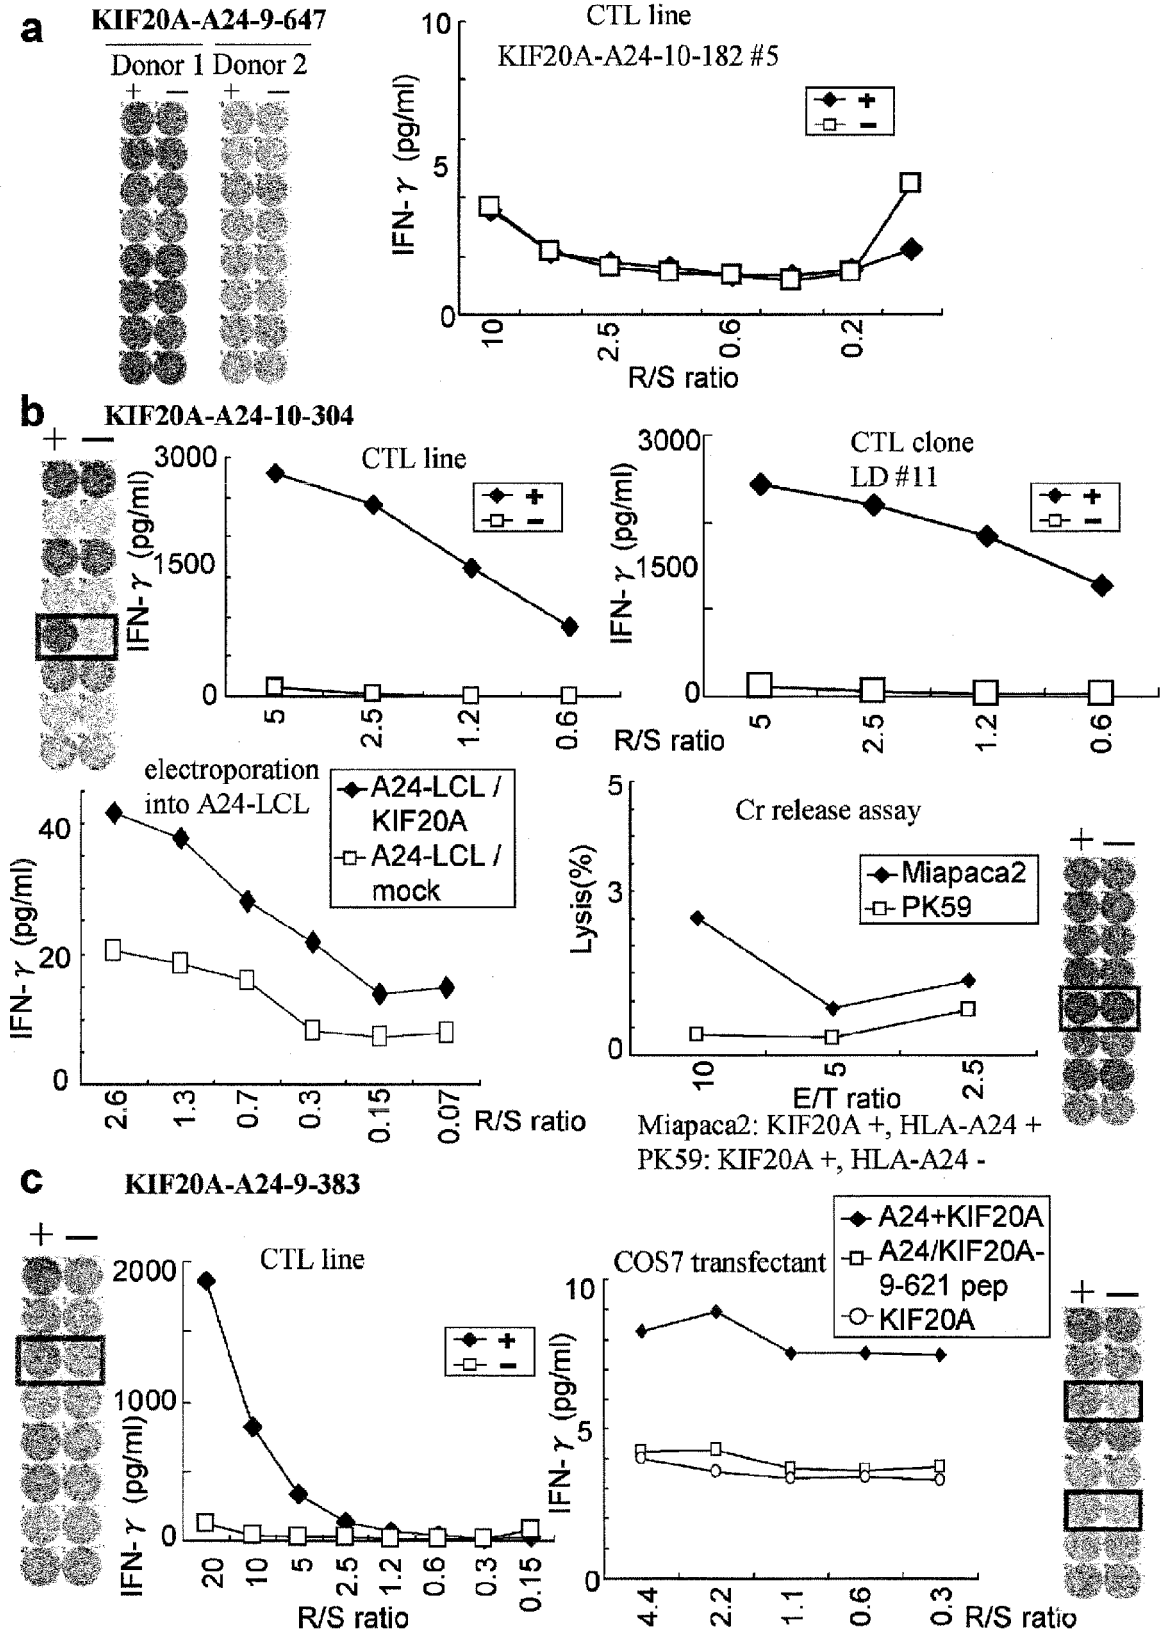 a
KIF20A-A24-9-647
Donor 1 Donor 2
+ − + −
CTL line
KIF20A-A24-10-182 #5
+
−
10
5
0
IFN-γ (pg/ml)
10 2.5 0.6 0.2
R/S ratio
b
KIF20A-A24-10-304
+ −
CTL line
+
−
3000
1500
0
IFN-γ (pg/ml)
5 2.5 1.2 0.6
R/S ratio
CTL clone
LD #11
+
−
3000
1500
0
IFN-γ (pg/ml)
5 2.5 1.2 0.6
electroporation
into A24-LCL
A24-LCL /
KIF20A
A24-LCL /
mock
40
20
0
IFN-γ (pg/ml)
2.6 1.3 0.7 0.3 0.15 0.07
R/S ratio
Cr release assay
Miapaca2
PK59
5
3
0
Lysis(%)
10 5 2.5
E/T ratio
+ −
Miapaca2: KIF20A +, HLA-A24 +
PK59: KIF20A +, HLA-A24 -
c
KIF20A-A24-9-383
+ −
CTL line
+
−
2000
1000
0
IFN-γ (pg/ml)
20 10 5 2.5 1.2 0.6 0.3 0.15
R/S ratio
COS7 transfectant
A24+KIF20A
A24/KIF20A-
9-621 pep
KIF20A
10
5
0
IFN-γ (pg/ml)
4.4 2.2 1.1 0.6 0.3
R/S ratio
+ −